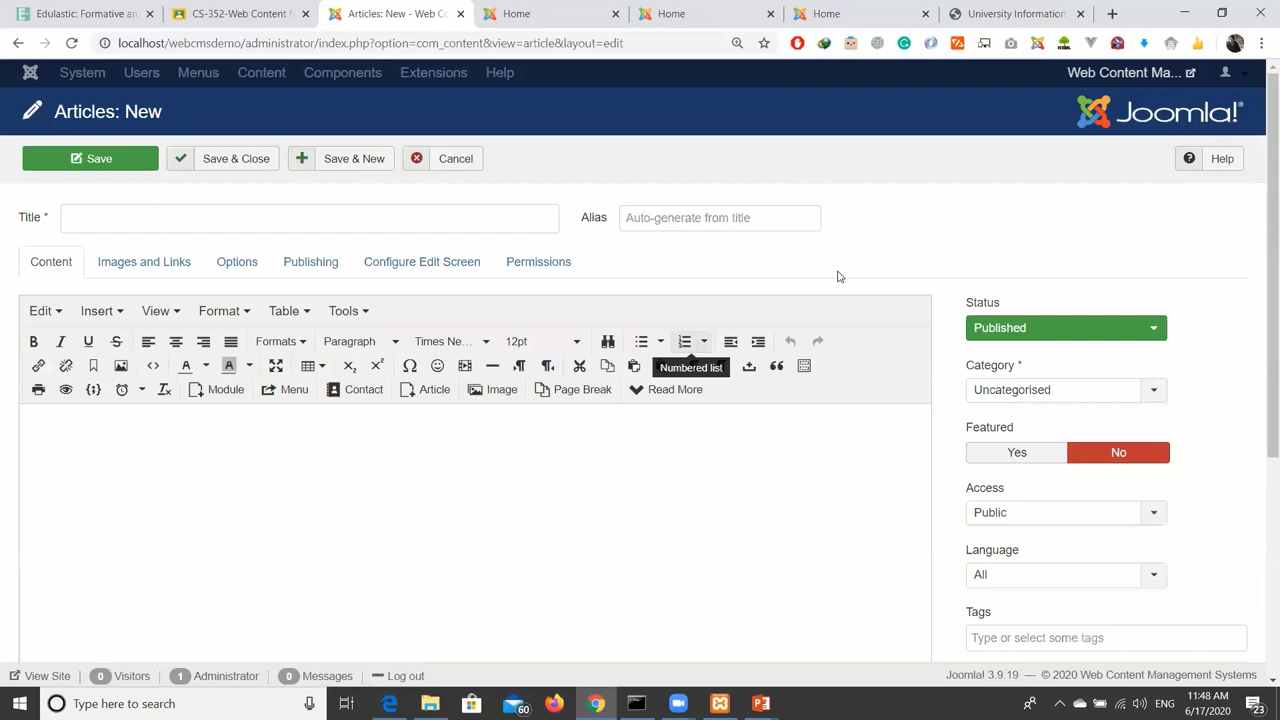 Edulastic: Formative an
CS-352-Web Content M
Articles: New - Web Co
Home
Home
Home
University Information
localhost/webcmsdemo/administrator/index.php?option=com_content&view=article&layout=edit
System Users Menus Content Components Extensions Help
Web Content Ma...
Articles: New
Joomla!
Save
Save & Close
Save & New
Cancel
Help
Title *
Alias
Auto-generate from title
Content
Images and Links
Options
Publishing
Configure Edit Screen
Permissions
Edit Insert View Format Table Tools
Formats Paragraph Times Ne... 12pt
Numbered list
Module Menu Contact Article Image Page Break Read More
Status
Published
Category *
Uncategorised
Featured
Yes
No
Access
Public
Language
All
Tags
Type or select some tags
View Site
0 Visitors
1 Administrator
0 Messages
Log out
Joomla! 3.9.19 — © 2020 Web Content Management Systems
Type here to search
60
ENG
11:48 AM
6/17/2020
23